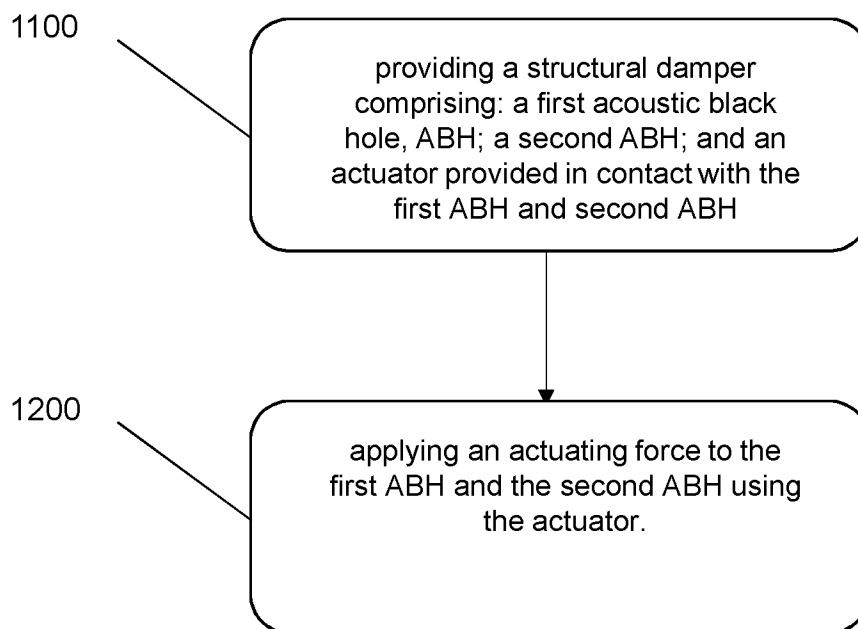 1100
providing a structural damper
comprising: a first acoustic black
hole, ABH; a second ABH; and an
actuator provided in contact with the
first ABH and second ABH
1200
applying an actuating force to the
first ABH and the second ABH using
the actuator.